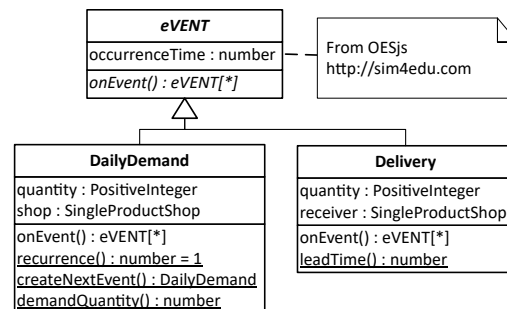 eVENT
occurrenceTime : number
onEvent() : eVENT[*]
From OESjs
http://sim4edu.com
DailyDemand
quantity : PositiveInteger
shop : SingleProductShop
onEvent() : eVENT[*]
recurrence() : number = 1
createNextEvent() : DailyDemand
demandQuantity() : number
Delivery
quantity : PositiveInteger
receiver : SingleProductShop
onEvent() : eVENT[*]
leadTime() : number